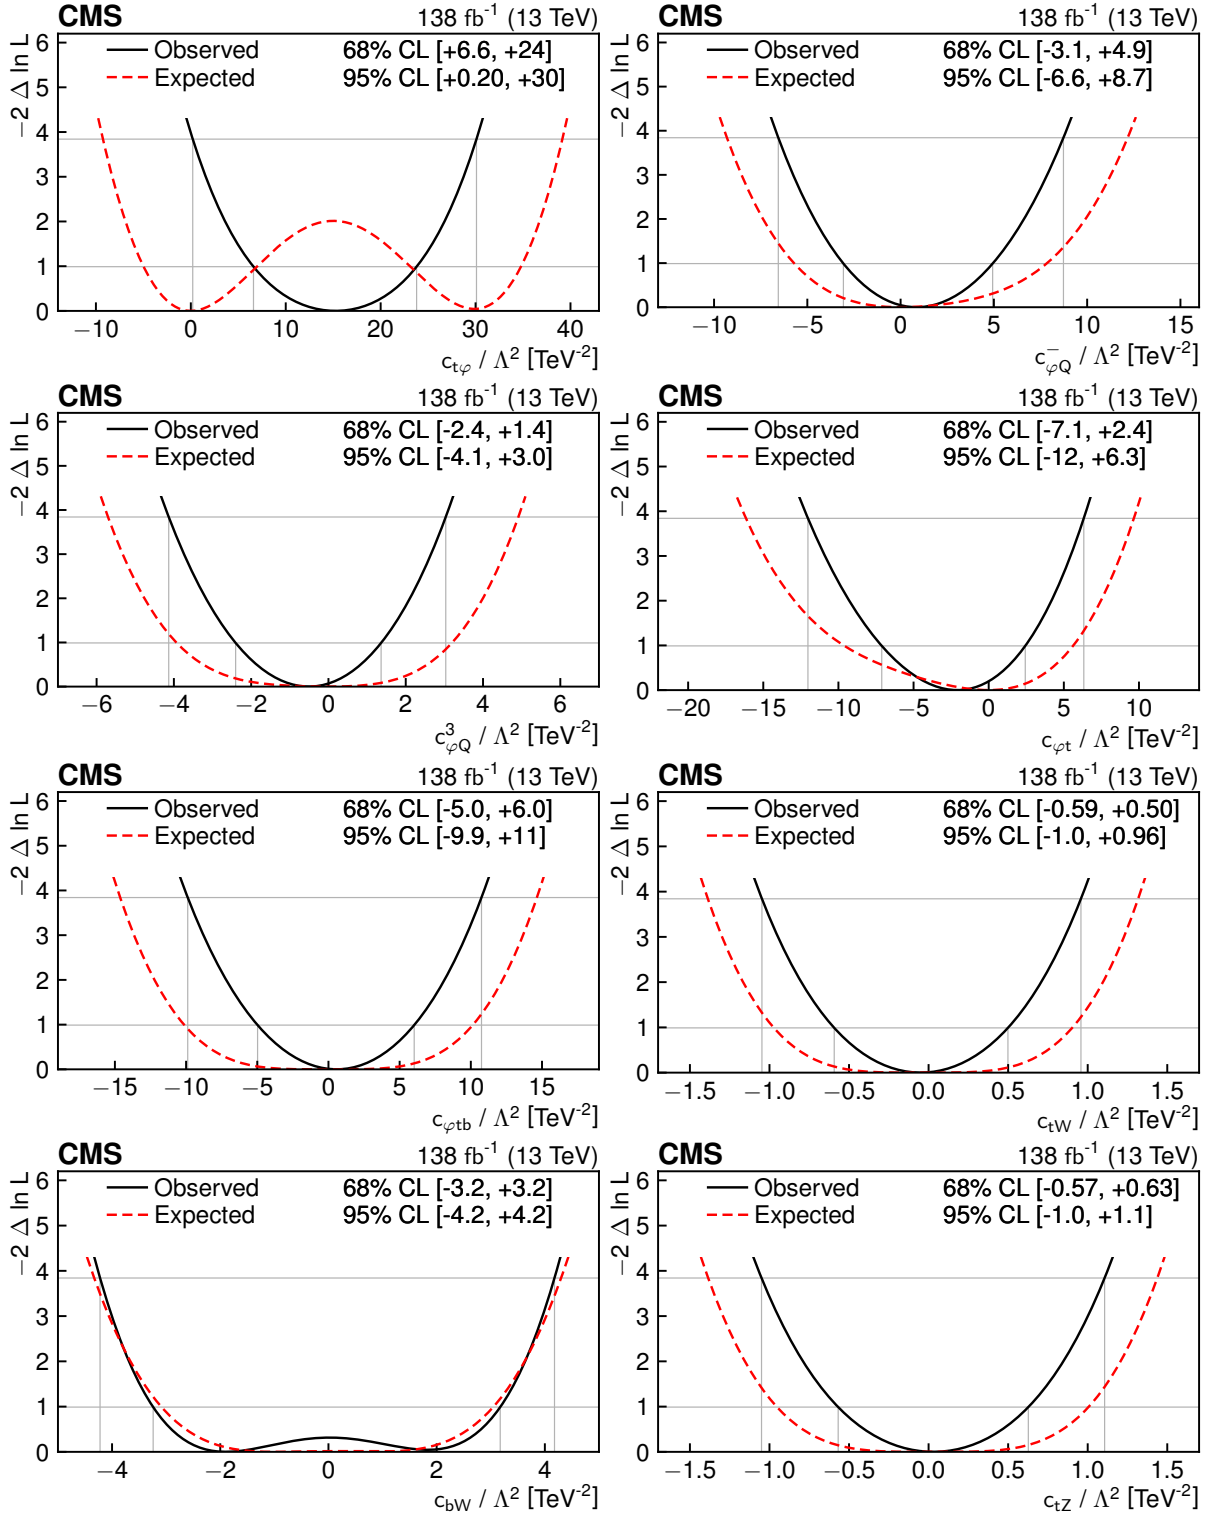 CMS 138 fb⁻¹ (13 TeV)
−2 Δ ln L
Observed 68% CL [+6.6, +24]
Expected 95% CL [+0.20, +30]
6
5
4
3
2
1
0
−10 0 10 20 30 40
c_tφ / Λ² [TeV⁻²]
CMS 138 fb⁻¹ (13 TeV)
−2 Δ ln L
Observed 68% CL [-3.1, +4.9]
Expected 95% CL [-6.6, +8.7]
6
5
4
3
2
1
0
−10 −5 0 5 10 15
c⁻_φQ / Λ² [TeV⁻²]
CMS 138 fb⁻¹ (13 TeV)
−2 Δ ln L
Observed 68% CL [-2.4, +1.4]
Expected 95% CL [-4.1, +3.0]
6
5
4
3
2
1
0
−6 −4 −2 0 2 4 6
c³_φQ / Λ² [TeV⁻²]
CMS 138 fb⁻¹ (13 TeV)
−2 Δ ln L
Observed 68% CL [-7.1, +2.4]
Expected 95% CL [-12, +6.3]
6
5
4
3
2
1
0
−20 −15 −10 −5 0 5 10
c_φt / Λ² [TeV⁻²]
CMS 138 fb⁻¹ (13 TeV)
−2 Δ ln L
Observed 68% CL [-5.0, +6.0]
Expected 95% CL [-9.9, +11]
6
5
4
3
2
1
0
−15 −10 −5 0 5 10 15
c_φtb / Λ² [TeV⁻²]
CMS 138 fb⁻¹ (13 TeV)
−2 Δ ln L
Observed 68% CL [-0.59, +0.50]
Expected 95% CL [-1.0, +0.96]
6
5
4
3
2
1
0
−1.5 −1.0 −0.5 0.0 0.5 1.0 1.5
c_tW / Λ² [TeV⁻²]
CMS 138 fb⁻¹ (13 TeV)
−2 Δ ln L
Observed 68% CL [-3.2, +3.2]
Expected 95% CL [-4.2, +4.2]
6
5
4
3
2
1
0
−4 −2 0 2 4
c_bW / Λ² [TeV⁻²]
CMS 138 fb⁻¹ (13 TeV)
−2 Δ ln L
Observed 68% CL [-0.57, +0.63]
Expected 95% CL [-1.0, +1.1]
6
5
4
3
2
1
0
−1.5 −1.0 −0.5 0.0 0.5 1.0 1.5
c_tZ / Λ² [TeV⁻²]